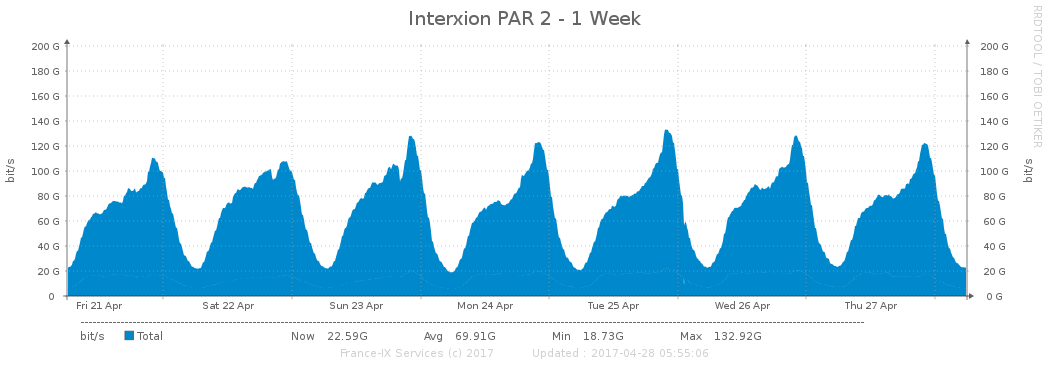 Interxion PAR 2 - 1 Week
RRDTOOL / TOBI OETIKER
200 G 200 G
180 G 180 G
160 G 160 G
140 G 140 G
120 G 120 G
100 G 100 G
80 G 80 G
60 G 60 G
40 G 40 G
20 G 20 G
0 0 G
bit/s bit/s
Fri 21 Apr Sat 22 Apr Sun 23 Apr Mon 24 Apr Tue 25 Apr Wed 26 Apr Thu 27 Apr
bit/s Total Now 22.59G Avg 69.91G Min 18.73G Max 132.92G
France-IX Services (c) 2017 Updated : 2017-04-28 05:55:06